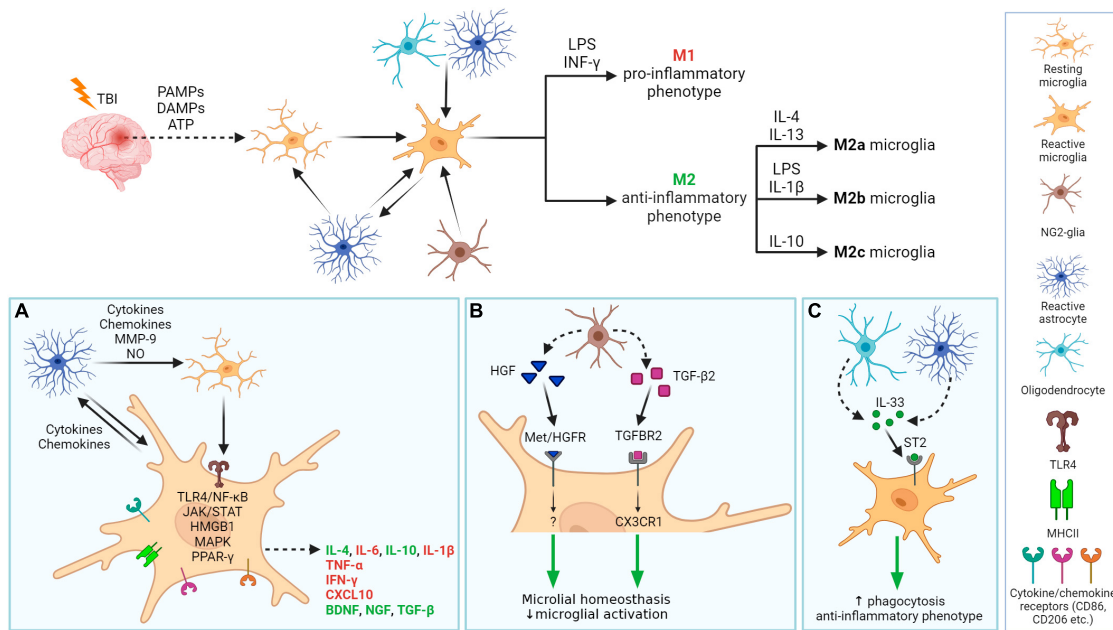 TBI
PAMPs
DAMPs
ATP
LPS
INF-γ
M1
pro-inflammatory
phenotype
M2
anti-inflammatory
phenotype
IL-4
IL-13
M2a microglia
LPS
IL-1β
M2b microglia
IL-10
M2c microglia
A
Cytokines
Chemokines
MMP-9
NO
Cytokines
Chemokines
TLR4/NF-κB
JAK/STAT
HMGB1
MAPK
PPAR-γ
IL-4, IL-6, IL-10, IL-1β
TNF-α
IFN-γ
CXCL10
BDNF, NGF, TGF-β
B
HGF
TGF-β2
Met/HGFR
TGFBR2
?
CX3CR1
Microlial homeosthasis
↓microglial activation
C
IL-33
ST2
↑ phagocytosis
anti-inflammatory phenotype
Resting
microglia
Reactive
microglia
NG2-glia
Reactive
astrocyte
Oligodendrocyte
TLR4
MHCII
Cytokine/chemokine
receptors (CD86,
CD206 etc.)